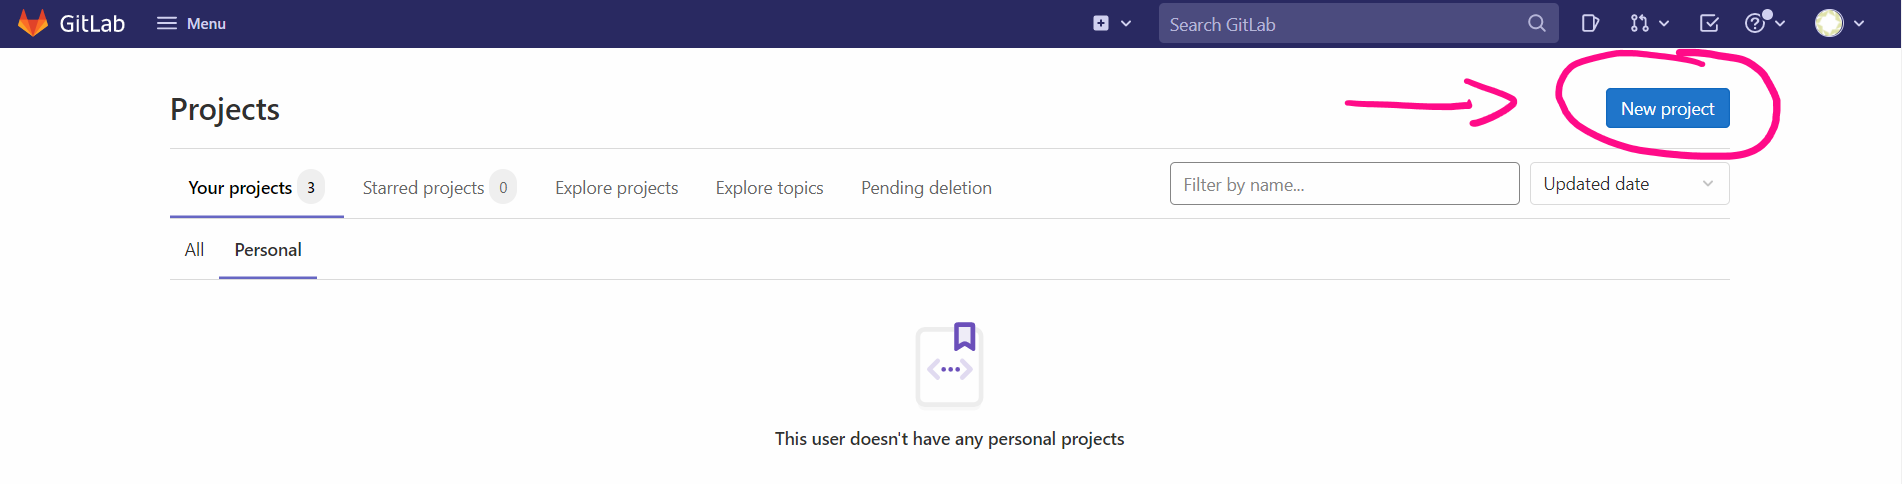 GitLab Menu Search GitLab
Projects New project
Your projects 3 Starred projects 0 Explore projects Explore topics Pending deletion Filter by name... Updated date
All Personal
This user doesn't have any personal projects